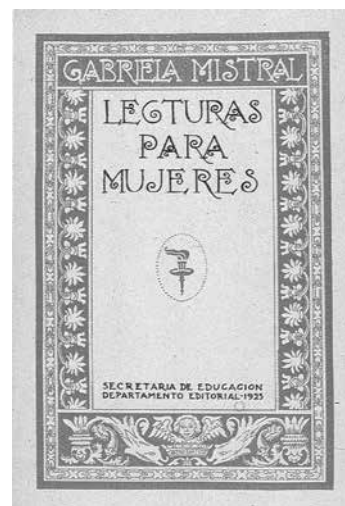 GABRIELA MISTRAL
LECTURAS
PARA
MUJERES
SECRETARIA DE EDUCACION
DEPARTAMENTO EDITORIAL-1923